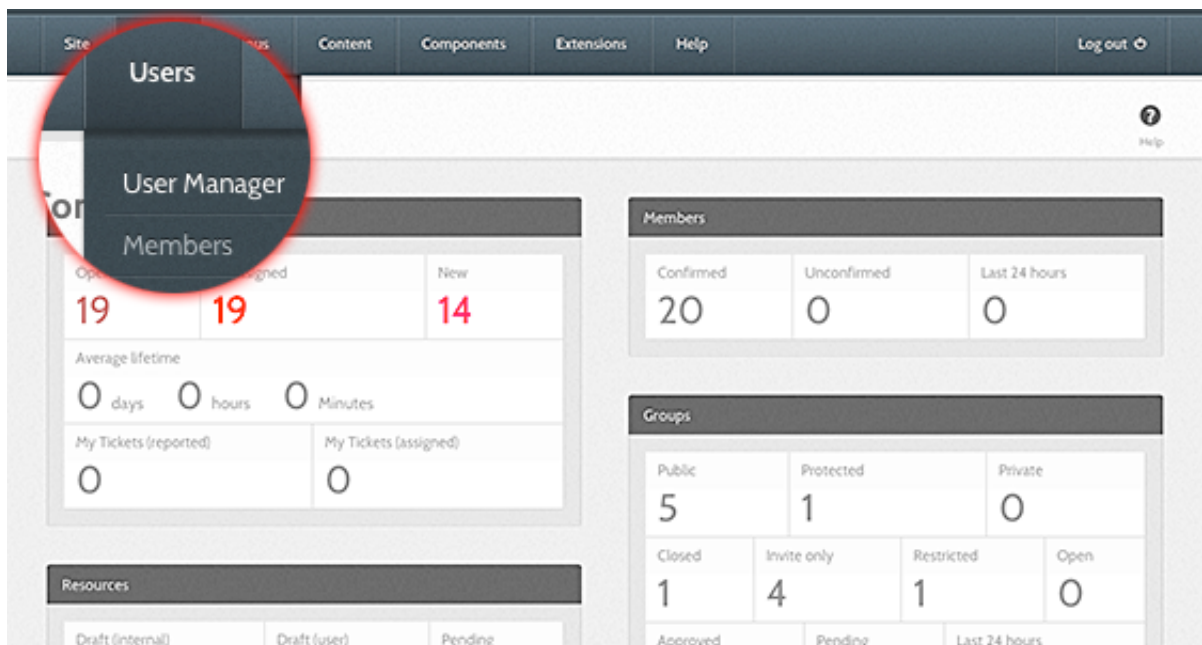 Site
Users
Content
Components
Extensions
Help
Log out
Help
User Manager
Members
Open
19
19
New
14
Average lifetime
0 days 0 hours 0 Minutes
My Tickets (reported) My Tickets (assigned)
0 0
Resources
Draft (internal) Draft (user) Pending
Members
Confirmed Unconfirmed Last 24 hours
20 0 0
Groups
Public Protected Private
5 1 0
Closed Invite only Restricted Open
1 4 1 0
Approved Pending Last 24 hours